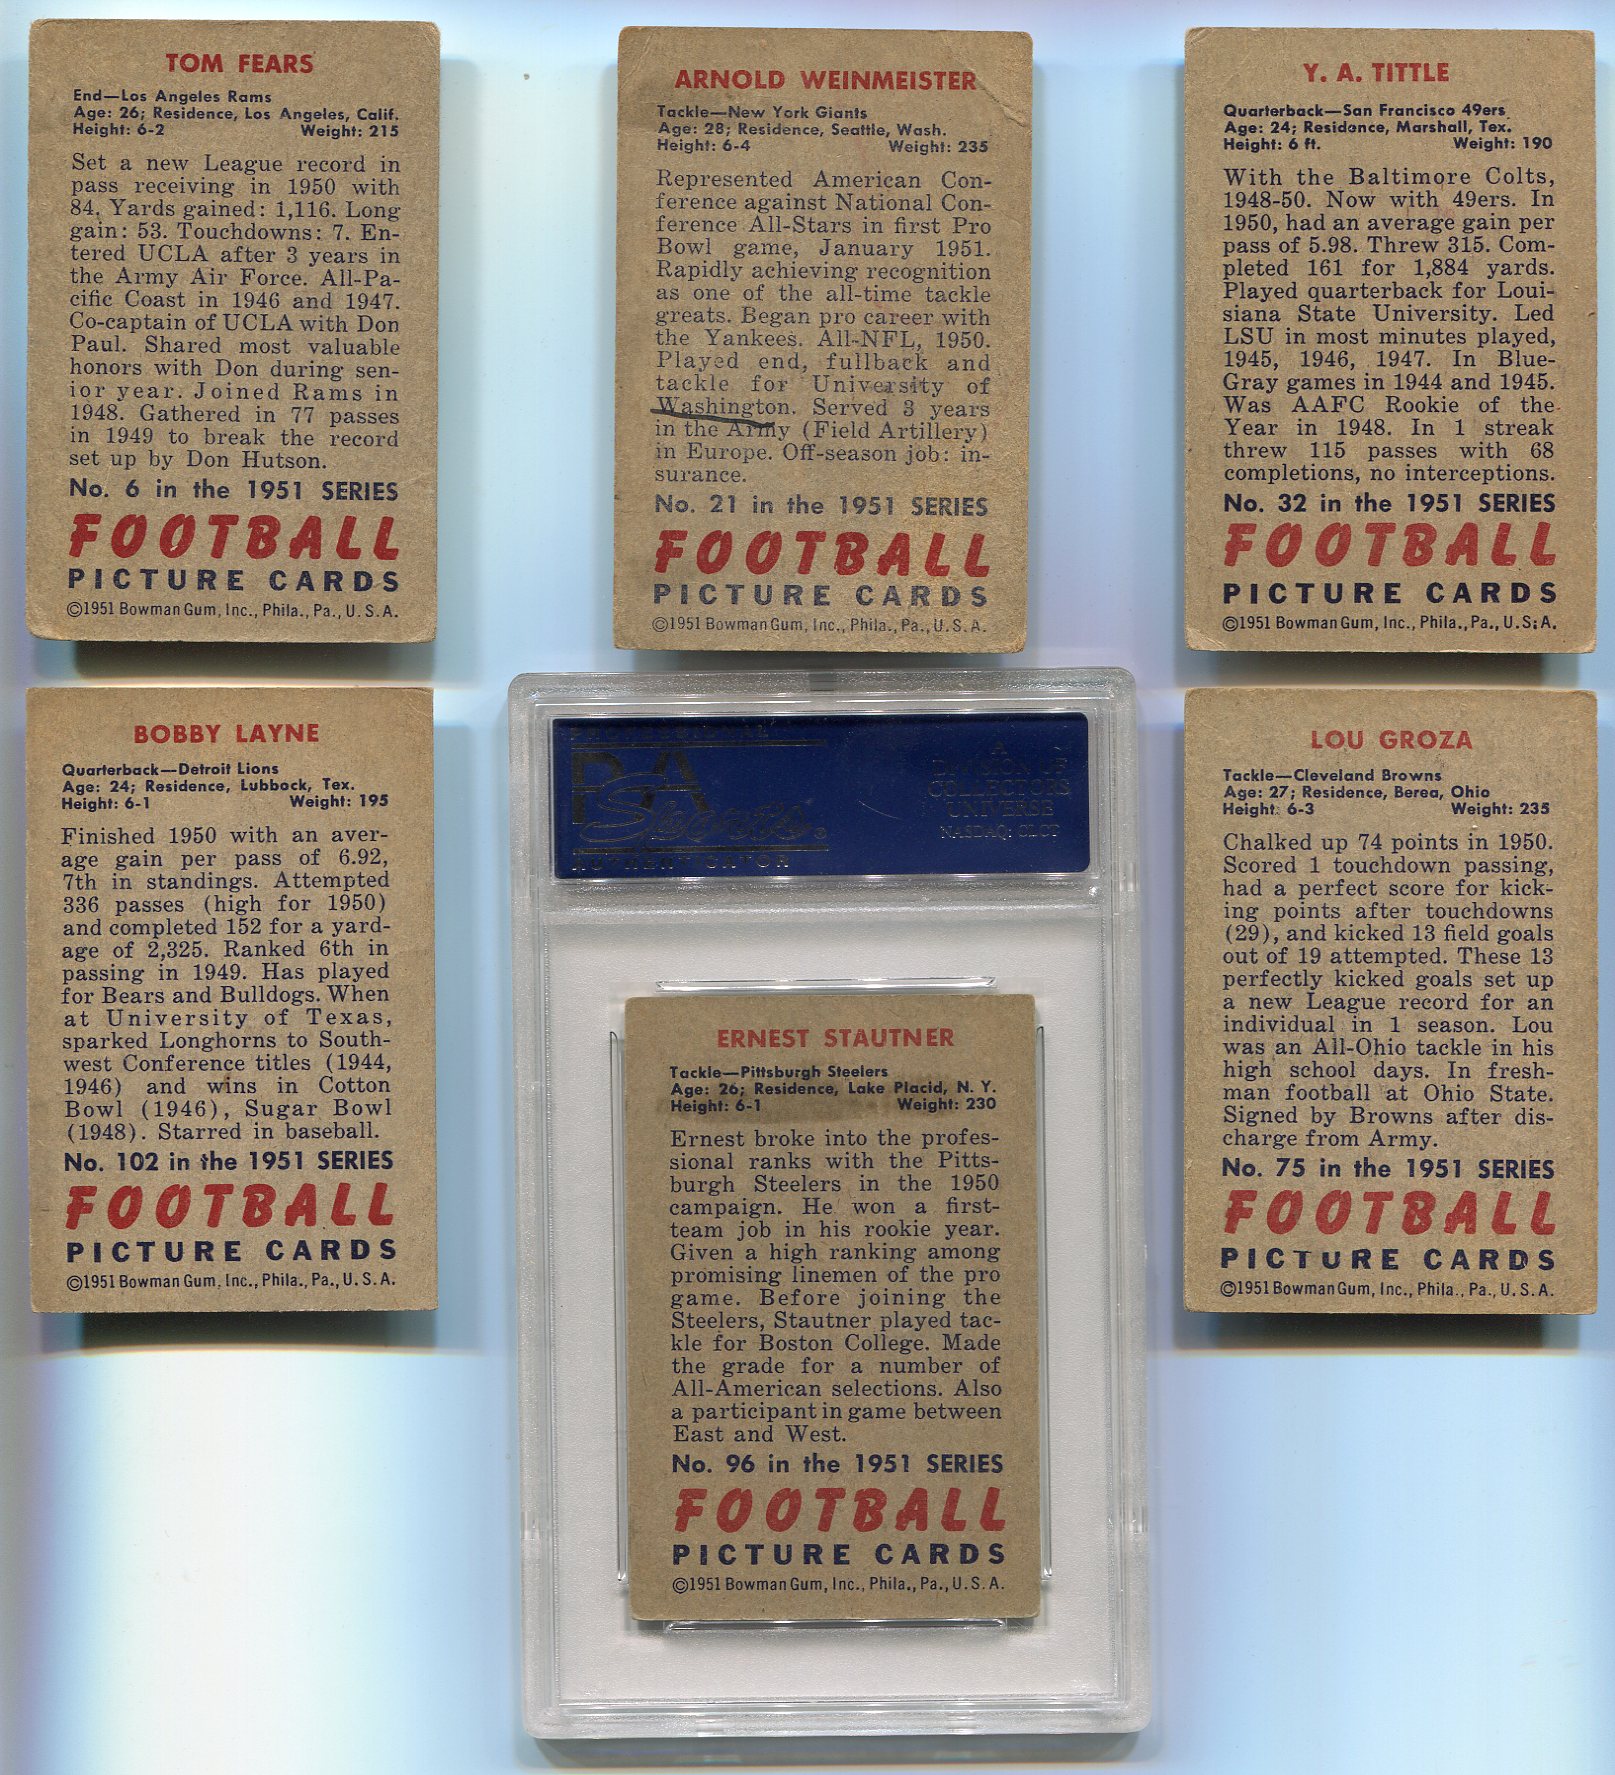 TOM FEARS
End—Los Angeles Rams
Age: 26; Residence, Los Angeles, Calif.
Height: 6-2 Weight: 215
Set a new League record in
pass receiving in 1950 with
84. Yards gained: 1,116. Long
gain: 53. Touchdowns: 7. En-
tered UCLA after 3 years in
the Army Air Force. All-Pa-
cific Coast in 1946 and 1947.
Co-captain of UCLA with Don
Paul. Shared most valuable
honors with Don during sen-
ior year. Joined Rams in
1948. Gathered in 77 passes
in 1949 to break the record
set up by Don Hutson.
No. 6 in the 1951 SERIES
FOOTBALL
PICTURE CARDS
©1951 Bowman Gum, Inc., Phila., Pa., U.S.A.
ARNOLD WEINMEISTER
Tackle—New York Giants
Age: 28; Residence, Seattle, Wash.
Height: 6-4 Weight: 235
Represented American Con-
ference against National Con-
ference All-Stars in first Pro
Bowl game, January 1951.
Rapidly achieving recognition
as one of the all-time tackle
greats. Began pro career with
the Yankees. All-NFL, 1950.
Played end, fullback and
tackle for University of
Washington. Served 3 years
in the Army (Field Artillery)
in Europe. Off-season job: in-
surance.
No. 21 in the 1951 SERIES
FOOTBALL
PICTURE CARDS
©1951 Bowman Gum, Inc., Phila., Pa., U.S.A.
Y. A. TITTLE
Quarterback—San Francisco 49ers
Age: 24; Residence, Marshall, Tex.
Height: 6 ft. Weight: 190
With the Baltimore Colts,
1948-50. Now with 49ers. In
1950, had an average gain per
pass of 5.98. Threw 315. Com-
pleted 161 for 1,884 yards.
Played quarterback for Loui-
siana State University. Led
LSU in most minutes played,
1945, 1946, 1947. In Blue-
Gray games in 1944 and 1945.
Was AAFC Rookie of the
Year in 1948. In 1 streak
threw 115 passes with 68
completions, no interceptions.
No. 32 in the 1951 SERIES
FOOTBALL
PICTURE CARDS
©1951 Bowman Gum, Inc., Phila., Pa., U.S.A.
BOBBY LAYNE
Quarterback—Detroit Lions
Age: 24; Residence, Lubbock, Tex.
Height: 6-1 Weight: 195
Finished 1950 with an aver-
age gain per pass of 6.92,
7th in standings. Attempted
336 passes (high for 1950)
and completed 152 for a yard-
age of 2,325. Ranked 6th in
passing in 1949. Has played
for Bears and Bulldogs. When
at University of Texas,
sparked Longhorns to South-
west Conference titles (1944,
1946) and wins in Cotton
Bowl (1946), Sugar Bowl
(1948). Starred in baseball.
No. 102 in the 1951 SERIES
FOOTBALL
PICTURE CARDS
©1951 Bowman Gum, Inc., Phila., Pa., U.S.A.
PROFESSIONAL
PSA
Sports®
AUTHENTICATOR
A
DIVISION OF
COLLECTORS
UNIVERSE
NASDAQ: CLCT
ERNEST STAUTNER
Tackle—Pittsburgh Steelers
Age: 26; Residence, Lake Placid, N. Y.
Height: 6-1 Weight: 230
Ernest broke into the profes-
sional ranks with the Pitts-
burgh Steelers in the 1950
campaign. He won a first-
team job in his rookie year.
Given a high ranking among
promising linemen of the pro
game. Before joining the
Steelers, Stautner played tac-
kle for Boston College. Made
the grade for a number of
All-American selections. Also
a participant in game between
East and West.
No. 96 in the 1951 SERIES
FOOTBALL
PICTURE CARDS
©1951 Bowman Gum, Inc., Phila., Pa., U.S.A.
LOU GROZA
Tackle—Cleveland Browns
Age: 27; Residence, Berea, Ohio
Height: 6-3 Weight: 235
Chalked up 74 points in 1950.
Scored 1 touchdown passing,
had a perfect score for kick-
ing points after touchdowns
(29), and kicked 13 field goals
out of 19 attempted. These 13
perfectly kicked goals set up
a new League record for an
individual in 1 season. Lou
was an All-Ohio tackle in his
high school days. In fresh-
man football at Ohio State.
Signed by Browns after dis-
charge from Army.
No. 75 in the 1951 SERIES
FOOTBALL
PICTURE CARDS
©1951 Bowman Gum, Inc., Phila., Pa., U.S.A.